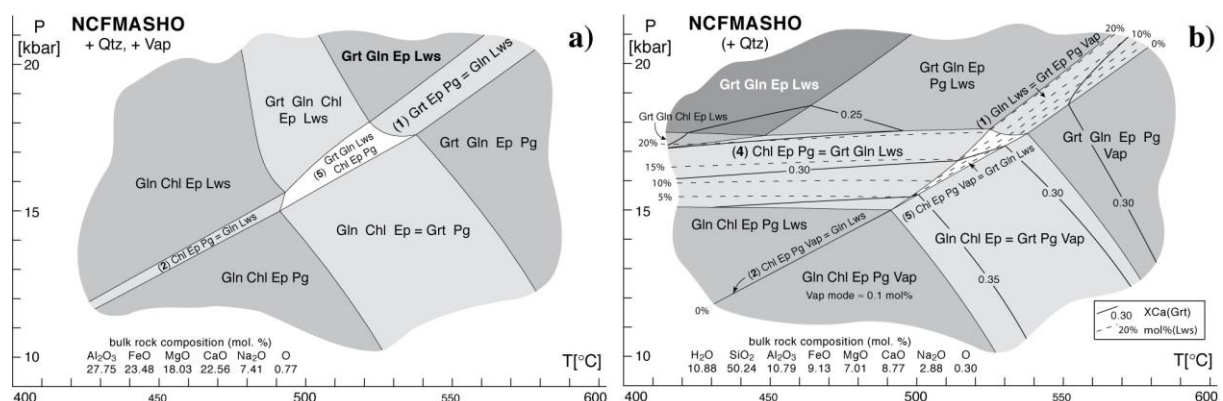 P
[kbar]
NCFMASHO
+ Qtz, + Vap
a)
20
15
10
Grt Gln Ep Lws
Grt Gln Chl
Ep Lws
(1) Grt Ep Pg = Gln Lws
Grt Gln Lws
(5) Chl Ep Pg
Grt Gln Ep Pg
Gln Chl Ep Lws
(2) Chl Ep Pg = Gln Lws
Gln Chl Ep = Grt Pg
Gln Chl Ep Pg
bulk rock composition (mol. %)
Al₂O₃ FeO MgO CaO Na₂O O
27.75 23.48 18.03 22.56 7.41 0.77
T[°C]
400 450 500 550 600
P
[kbar]
NCFMASHO
(+ Qtz)
b)
20
15
10
20% 10% 0%
Grt Gln Ep Lws
Grt Gln Ep
Pg Lws
(1) Gln Lws = Grt Ep Pg Vap
Grt Gln Chl Ep Lws
0.25
20%
(4) Chl Ep Pg = Grt Gln Lws
Grt Gln Ep Pg
Vap
15%
0.30
10%
5%
(5) Chl Ep Pg Vap = Grt Gln Lws
0.30
0.30
Gln Chl Ep Pg Lws
(2) Chl Ep Pg Vap = Gln Lws
Gln Chl Ep = Grt Pg Vap
Gln Chl Ep Pg Vap
Vap mode ≈ 0.1 mol%
0.35
0%
0.30 XCa(Grt)
20% mol%(Lws)
bulk rock composition (mol. %)
H₂O SiO₂ Al₂O₃ FeO MgO CaO Na₂O O
10.88 50.24 10.79 9.13 7.01 8.77 2.88 0.30
T[°C]
400 450 500 550 600